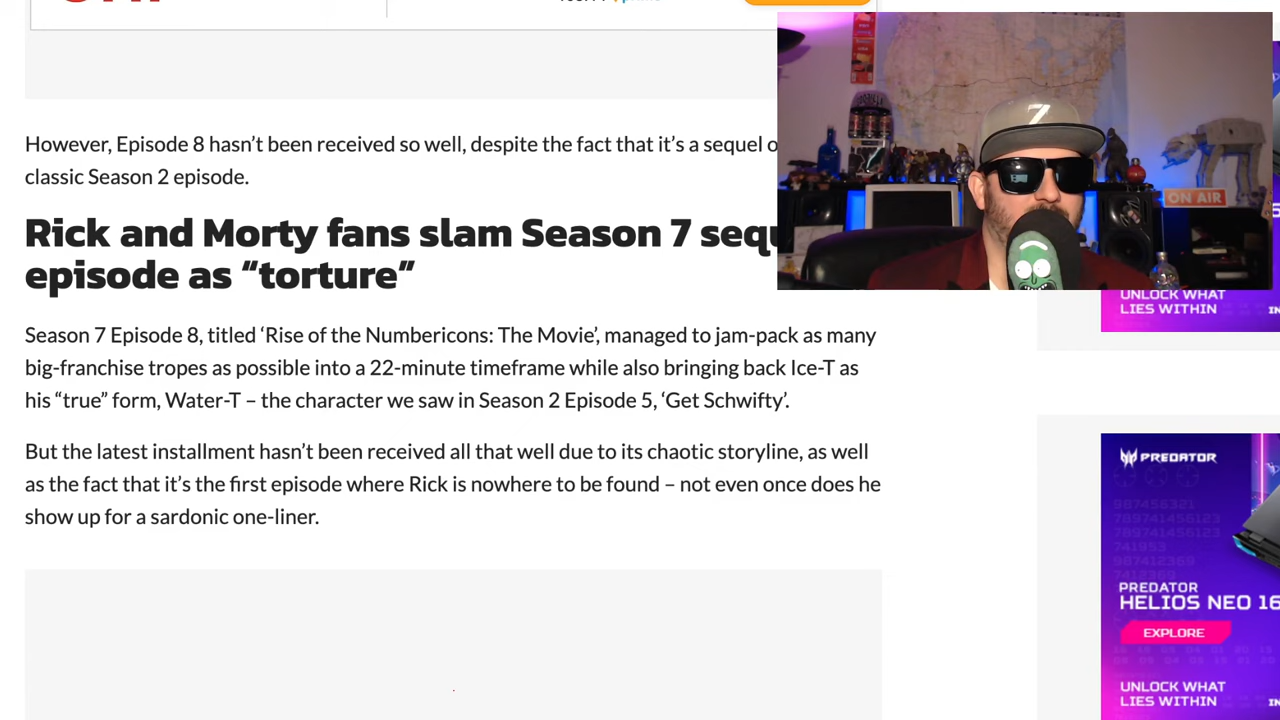 However, Episode 8 hasn’t been received so well, despite the fact that it’s a sequel
classic Season 2 episode.
Rick and Morty fans slam Season 7
episode as “torture”
Season 7 Episode 8, titled ‘Rise of the Numbericons: The Movie’, managed to jam-pack as many
big-franchise tropes as possible into a 22-minute timeframe while also bringing back Ice-T as
his “true” form, Water-T – the character we saw in Season 2 Episode 5, ‘Get Schwifty’.
But the latest installment hasn’t been received all that well due to its chaotic storyline, as well
as the fact that it’s the first episode where Rick is nowhere to be found – not even once does he
show up for a sardonic one-liner.
ON AIR
7
UNLOCK WHAT
LIES WITHIN
PREDATOR
987456321
789741456123
789741456123
741953
987412369
PREDATOR
HELIOS NEO 16
EXPLORE
UNLOCK WHAT
LIES WITHIN